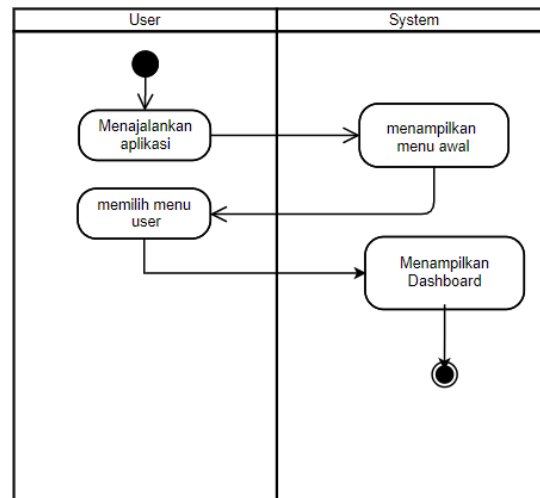 User
System
Menajalankan
aplikasi
menampilkan
menu awal
memilih menu
user
Menampilkan
Dashboard